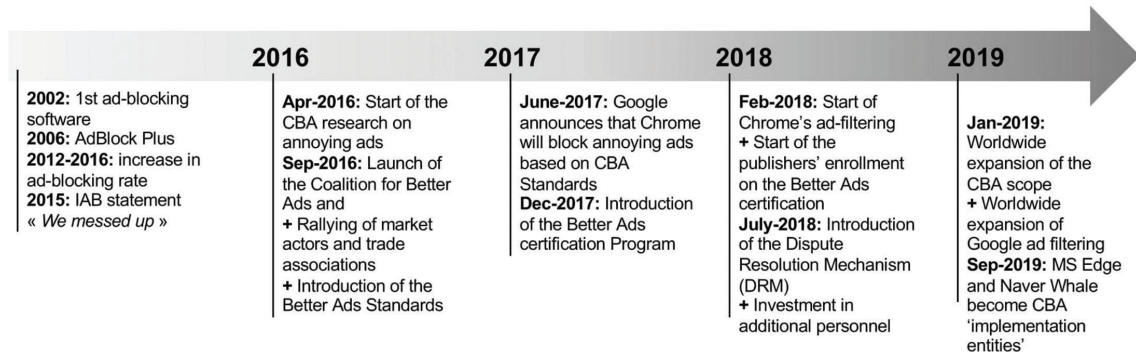 2016
2017
2018
2019
2002: 1st ad-blocking
software
2006: AdBlock Plus
2012-2016: increase in
ad-blocking rate
2015: IAB statement
« We messed up »
Apr-2016: Start of the
CBA research on
annoying ads
Sep-2016: Launch of
the Coalition for Better
Ads and
+ Rallying of market
actors and trade
associations
+ Introduction of the
Better Ads Standards
June-2017: Google
announces that Chrome
will block annoying ads
based on CBA
Standards
Dec-2017: Introduction
of the Better Ads
certification Program
Feb-2018: Start of
Chrome’s ad-filtering
+ Start of the
publishers’ enrollment
on the Better Ads
certification
July-2018: Introduction
of the Dispute
Resolution Mechanism
(DRM)
+ Investment in
additional personnel
Jan-2019:
Worldwide
expansion of the
CBA scope
+ Worldwide
expansion of
Google ad filtering
Sep-2019: MS Edge
and Naver Whale
become CBA
‘implementation
entities’